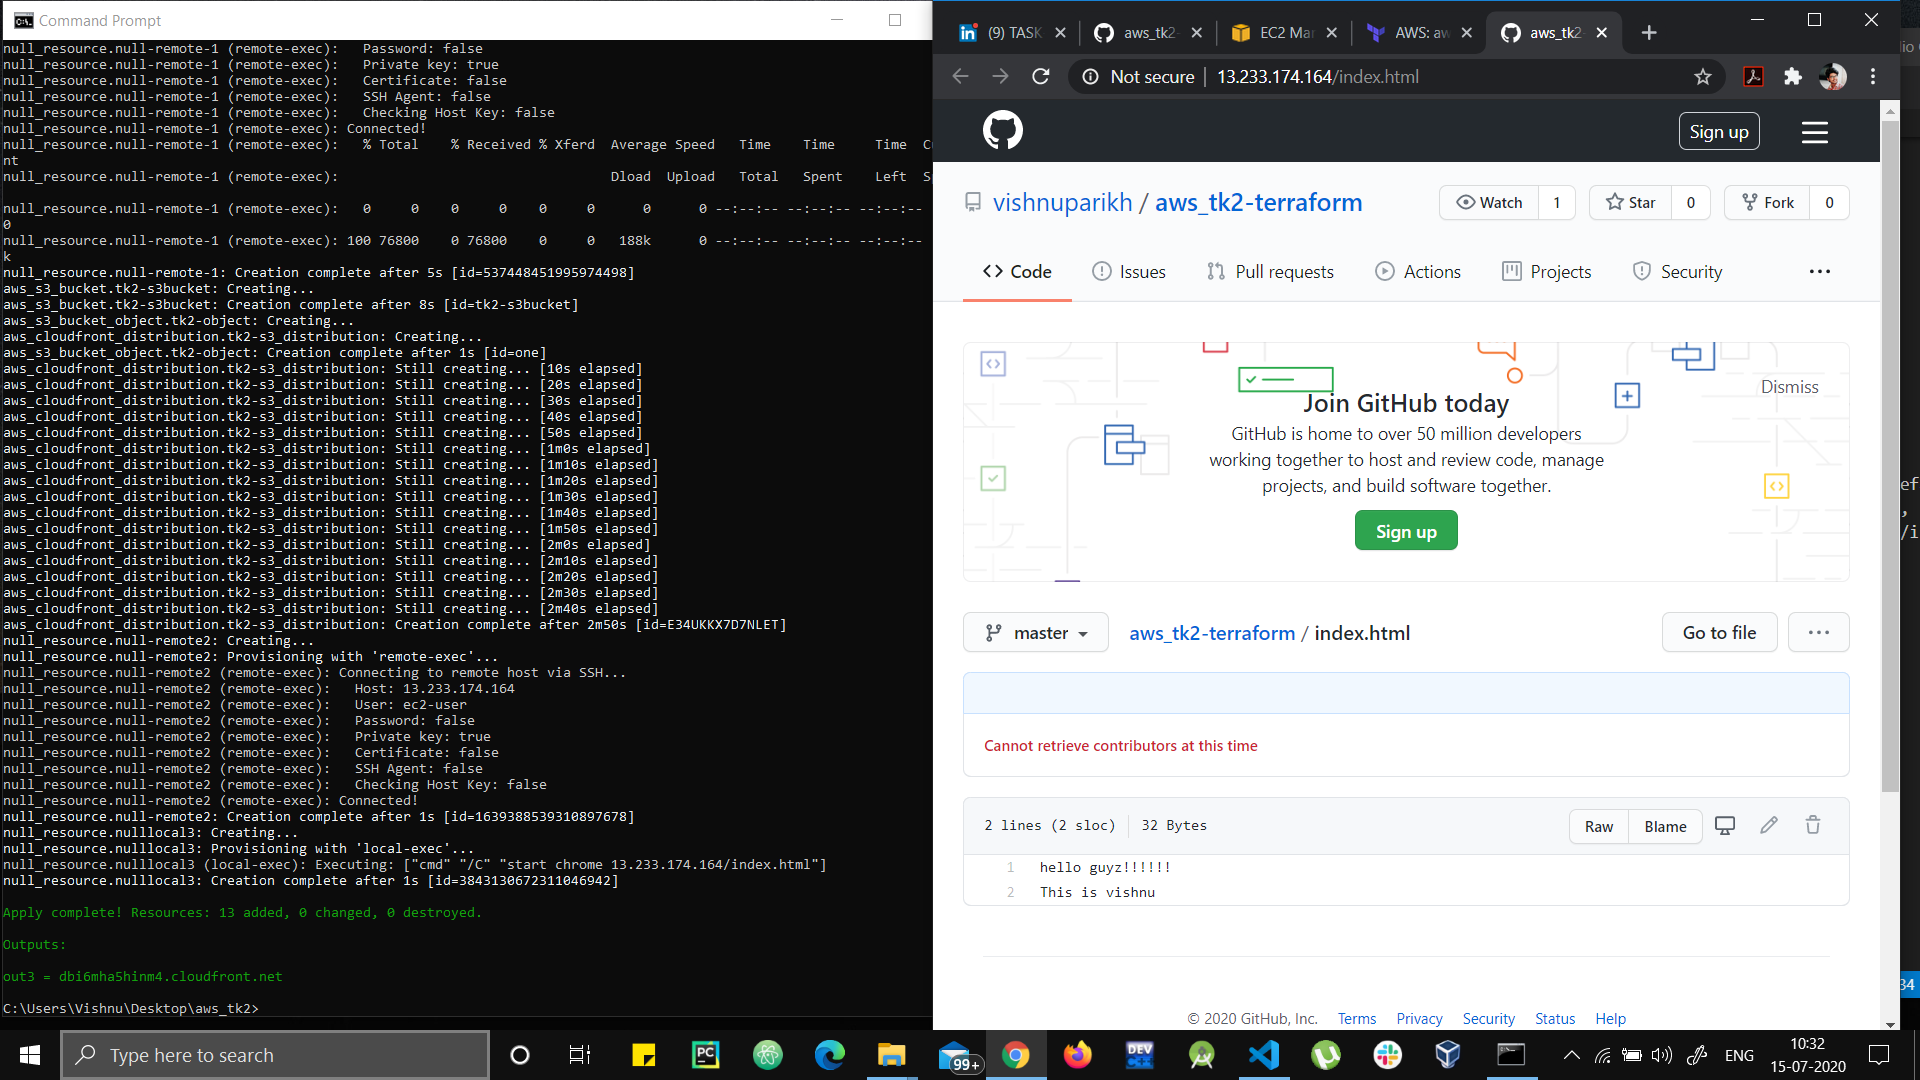 Command Prompt
null_resource.null-remote-1 (remote-exec):   Password: false
null_resource.null-remote-1 (remote-exec):   Private key: true
null_resource.null-remote-1 (remote-exec):   Certificate: false
null_resource.null-remote-1 (remote-exec):   SSH Agent: false
null_resource.null-remote-1 (remote-exec):   Checking Host Key: false
null_resource.null-remote-1 (remote-exec): Connected!
null_resource.null-remote-1 (remote-exec):   % Total    % Received % Xferd  Average Speed   Time    Time     Time
nt
null_resource.null-remote-1 (remote-exec):                                  Dload  Upload   Total   Spent    Left
null_resource.null-remote-1 (remote-exec):   0     0    0     0    0     0      0      0 --:--:-- --:--:-- --:--:--
0
null_resource.null-remote-1 (remote-exec): 100 76800    0 76800    0     0   188k      0 --:--:-- --:--:-- --:--:--
k
null_resource.null-remote-1: Creation complete after 5s [id=537448451995974498]
aws_s3_bucket.tk2-s3bucket: Creating...
aws_s3_bucket.tk2-s3bucket: Creation complete after 8s [id=tk2-s3bucket]
aws_s3_bucket_object.tk2-object: Creating...
aws_cloudfront_distribution.tk2-s3_distribution: Creating...
aws_s3_bucket_object.tk2-object: Creation complete after 1s [id=one]
aws_cloudfront_distribution.tk2-s3_distribution: Still creating... [10s elapsed]
aws_cloudfront_distribution.tk2-s3_distribution: Still creating... [20s elapsed]
aws_cloudfront_distribution.tk2-s3_distribution: Still creating... [30s elapsed]
aws_cloudfront_distribution.tk2-s3_distribution: Still creating... [40s elapsed]
aws_cloudfront_distribution.tk2-s3_distribution: Still creating... [50s elapsed]
aws_cloudfront_distribution.tk2-s3_distribution: Still creating... [1m0s elapsed]
aws_cloudfront_distribution.tk2-s3_distribution: Still creating... [1m10s elapsed]
aws_cloudfront_distribution.tk2-s3_distribution: Still creating... [1m20s elapsed]
aws_cloudfront_distribution.tk2-s3_distribution: Still creating... [1m30s elapsed]
aws_cloudfront_distribution.tk2-s3_distribution: Still creating... [1m40s elapsed]
aws_cloudfront_distribution.tk2-s3_distribution: Still creating... [1m50s elapsed]
aws_cloudfront_distribution.tk2-s3_distribution: Still creating... [2m0s elapsed]
aws_cloudfront_distribution.tk2-s3_distribution: Still creating... [2m10s elapsed]
aws_cloudfront_distribution.tk2-s3_distribution: Still creating... [2m20s elapsed]
aws_cloudfront_distribution.tk2-s3_distribution: Still creating... [2m30s elapsed]
aws_cloudfront_distribution.tk2-s3_distribution: Still creating... [2m40s elapsed]
aws_cloudfront_distribution.tk2-s3_distribution: Creation complete after 2m50s [id=E34UKKX7D7NLET]
null_resource.null-remote2: Creating...
null_resource.null-remote2: Provisioning with 'remote-exec'...
null_resource.null-remote2 (remote-exec): Connecting to remote host via SSH...
null_resource.null-remote2 (remote-exec):   Host: 13.233.174.164
null_resource.null-remote2 (remote-exec):   User: ec2-user
null_resource.null-remote2 (remote-exec):   Password: false
null_resource.null-remote2 (remote-exec):   Private key: true
null_resource.null-remote2 (remote-exec):   Certificate: false
null_resource.null-remote2 (remote-exec):   SSH Agent: false
null_resource.null-remote2 (remote-exec):   Checking Host Key: false
null_resource.null-remote2 (remote-exec): Connected!
null_resource.null-remote2: Creation complete after 1s [id=1639388539310897678]
null_resource.nulllocal3: Creating...
null_resource.nulllocal3: Provisioning with 'local-exec'...
null_resource.nulllocal3 (local-exec): Executing: ["cmd" "/C" "start chrome 13.233.174.164/index.html"]
null_resource.nulllocal3: Creation complete after 1s [id=3843130672311046942]
Apply complete! Resources: 13 added, 0 changed, 0 destroyed.
Outputs:
out3 = dbi6mha5hinm4.cloudfront.net
C:\Users\Vishnu\Desktop\aws_tk2>
(9) TASK
aws_tk2-
EC2 Mar
AWS: aw
aws_tk2-
Not secure | 13.233.174.164/index.html
Sign up
vishnuparikh / aws_tk2-terraform
Watch 1
Star 0
Fork 0
Code
Issues
Pull requests
Actions
Projects
Security
Dismiss
Join GitHub today
GitHub is home to over 50 million developers
working together to host and review code, manage
projects, and build software together.
Sign up
master
aws_tk2-terraform / index.html
Go to file
Cannot retrieve contributors at this time
2 lines (2 sloc) | 32 Bytes
Raw
Blame
1 hello guyz!!!!!!
2 This is vishnu
© 2020 GitHub, Inc.
Terms
Privacy
Security
Status
Help
ef
,
/i
34
Type here to search
PC
DEV
C++
99+
ENG
10:32
15-07-2020